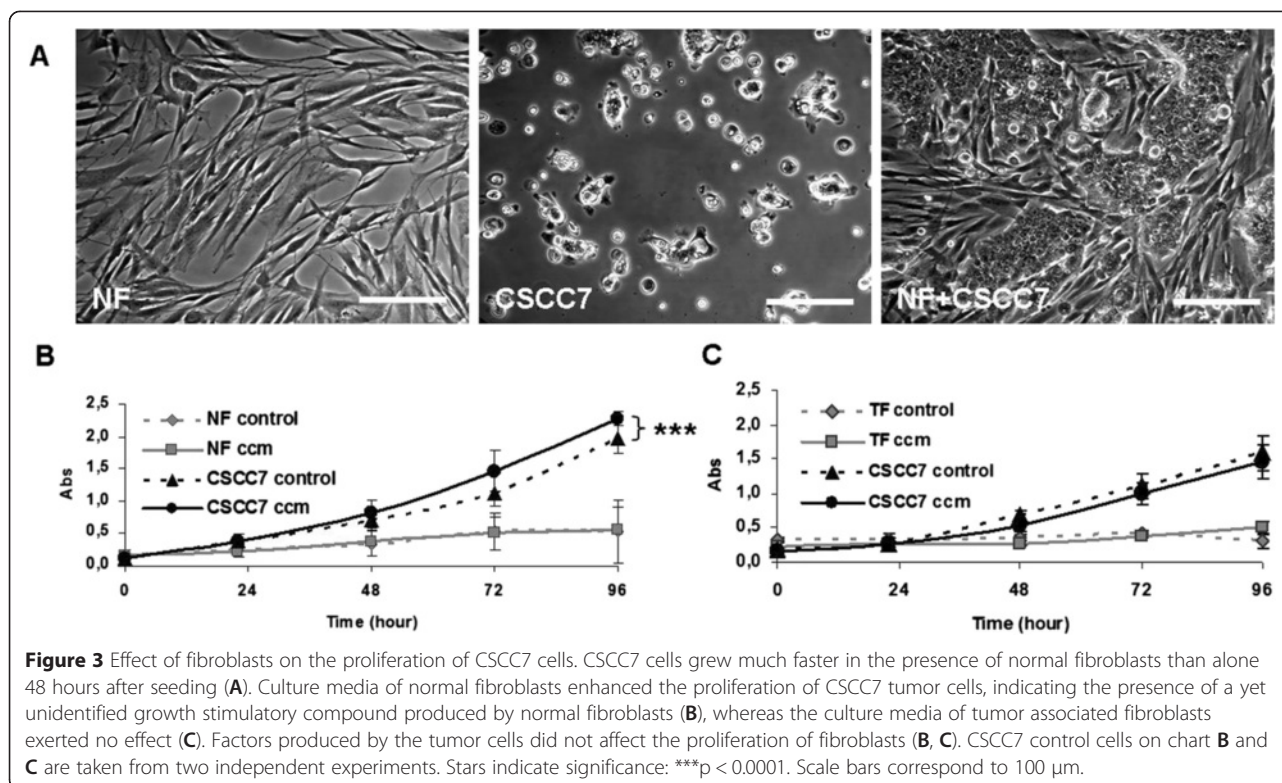 A
NF
CSCC7
NF+CSCC7
B
2,5
2,0
1,5
1,0
0,5
0,0
Abs
NF control
NF ccm
CSCC7 control
CSCC7 ccm
***
0
24
48
72
96
Time (hour)
C
2,5
2,0
1,5
1,0
0,5
0,0
Abs
TF control
TF ccm
CSCC7 control
CSCC7 ccm
0
24
48
72
96
Time (hour)
Figure 3 Effect of fibroblasts on the proliferation of CSCC7 cells. CSCC7 cells grew much faster in the presence of normal fibroblasts than alone
48 hours after seeding (A). Culture media of normal fibroblasts enhanced the proliferation of CSCC7 tumor cells, indicating the presence of a yet
unidentified growth stimulatory compound produced by normal fibroblasts (B), whereas the culture media of tumor associated fibroblasts
exerted no effect (C). Factors produced by the tumor cells did not affect the proliferation of fibroblasts (B, C). CSCC7 control cells on chart B and
C are taken from two independent experiments. Stars indicate significance: ***p < 0.0001. Scale bars correspond to 100 μm.